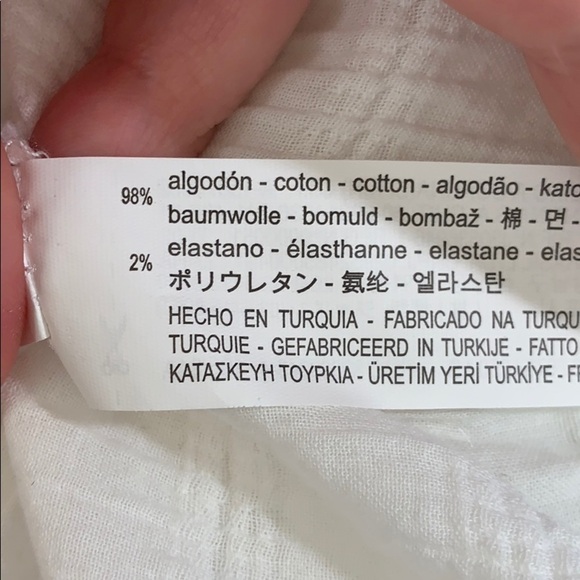 98% algodón - coton - cotton - algodão -
baumwolle - bomuld - bombaž - 棉 - 면 -
2% elastano - élasthanne - elastane -
ポリウレタン - 氨纶 - 엘라스탄
HECHO EN TURQUIA - FABRICADO NA
TURQUIE - GEFABRICEERD IN TURKIJE - FATTO
ΚΑΤΑΣΚΕΥΗ ΤΟΥΡΚΙΑ - ÜRETİM YERİ TÜRKİYE -